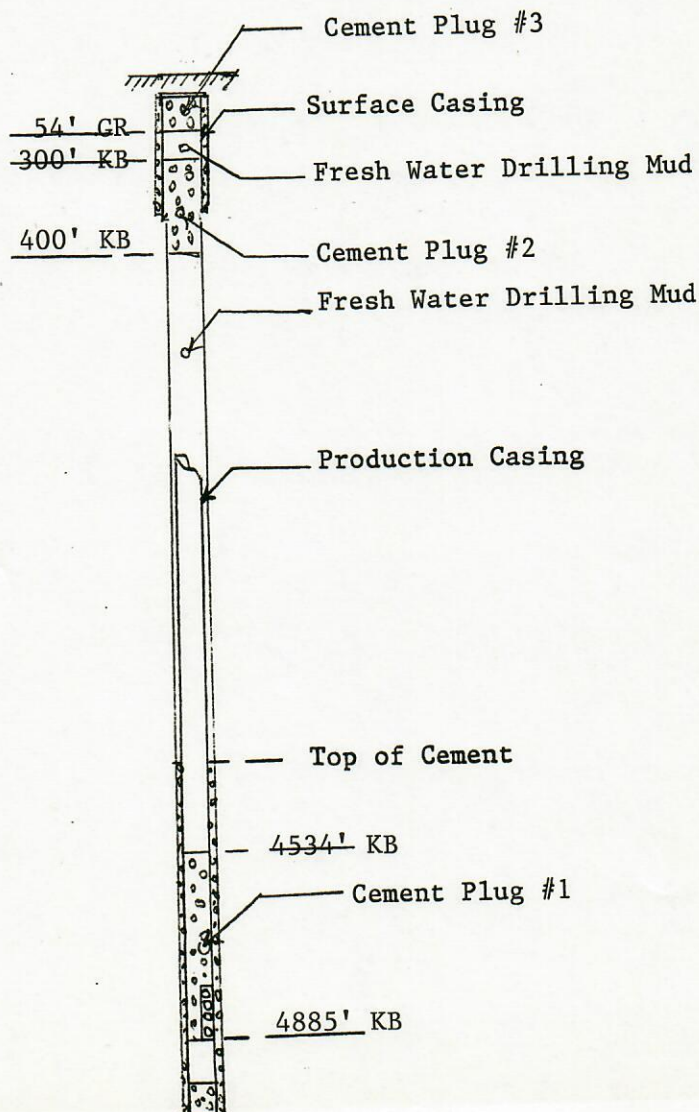 Cement Plug #3
Surface Casing
54' GR
300' KB
Fresh Water Drilling Mud
400' KB
Cement Plug #2
Fresh Water Drilling Mud
Production Casing
Top of Cement
4534' KB
Cement Plug #1
4885' KB